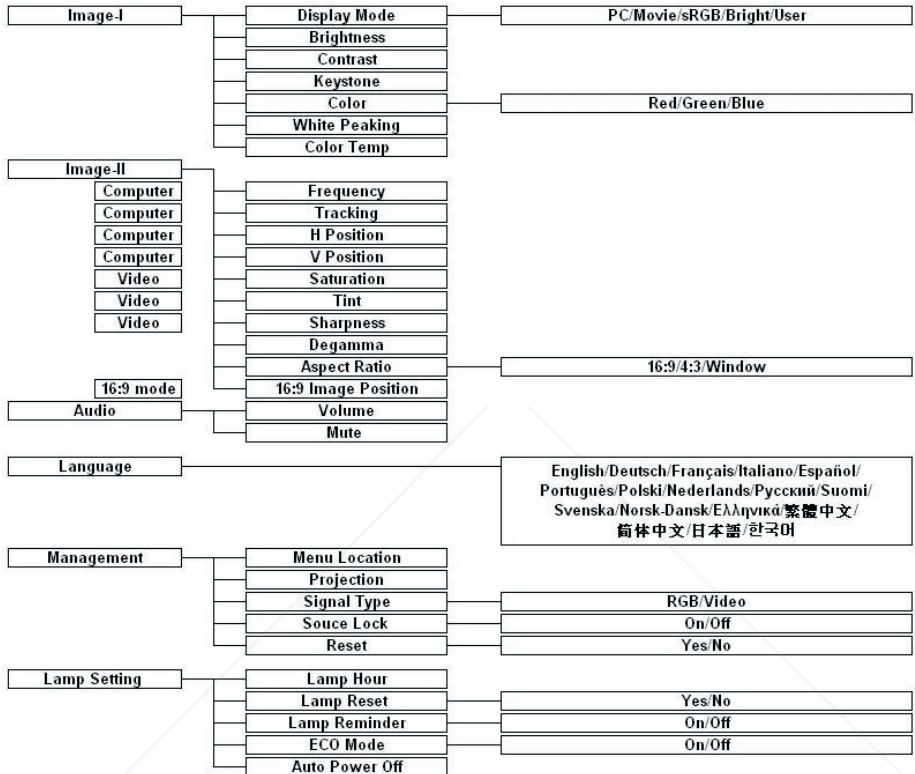 Image-I Display Mode PC/Movie/sRGB/Bright/User
Brightness
Contrast
Keystone
Color Red/Green/Blue
White Peaking
Color Temp
Image-II
Computer Frequency
Computer Tracking
Computer H Position
Computer V Position
Video Saturation
Video Tint
Video Sharpness
Degamma
Aspect Ratio 16:9/4:3/Window
16:9 mode 16:9 Image Position
Audio Volume
Mute
Language English/Deutsch/Français/Italiano/Español/
Português/Polski/Nederlands/Русский/Suomi/
Svenska/Norsk-Dansk/Ελληνικά/繁體中文/
简体中文/日本語/한국어
Management Menu Location
Projection
Signal Type RGB/Video
Souce Lock On/Off
Reset Yes/No
Lamp Setting Lamp Hour
Lamp Reset Yes/No
Lamp Reminder On/Off
ECO Mode On/Off
Auto Power Off